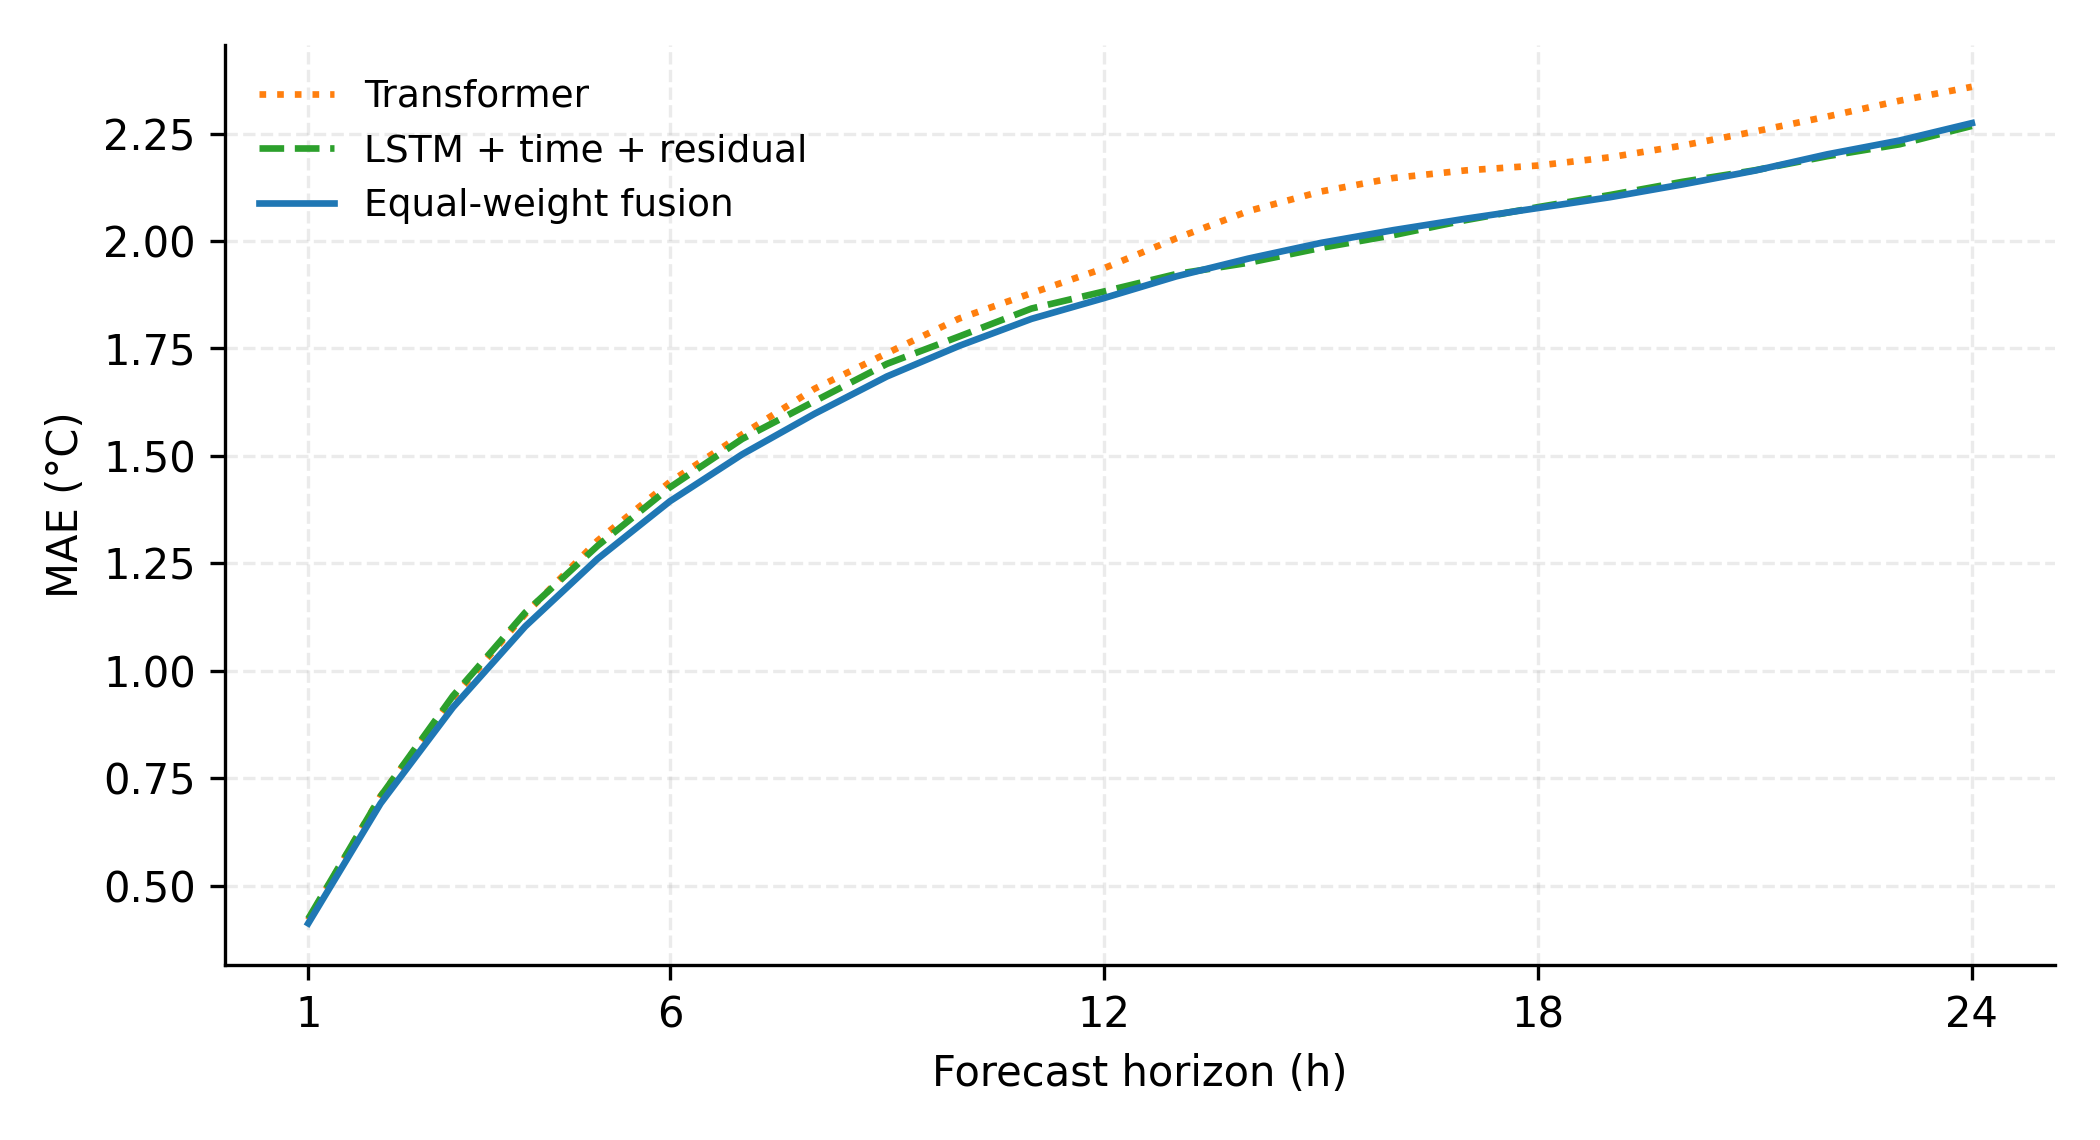 Transformer
LSTM + time + residual
Equal-weight fusion
MAE (°C)
2.25
2.00
1.75
1.50
1.25
1.00
0.75
0.50
1 6 12 18 24
Forecast horizon (h)